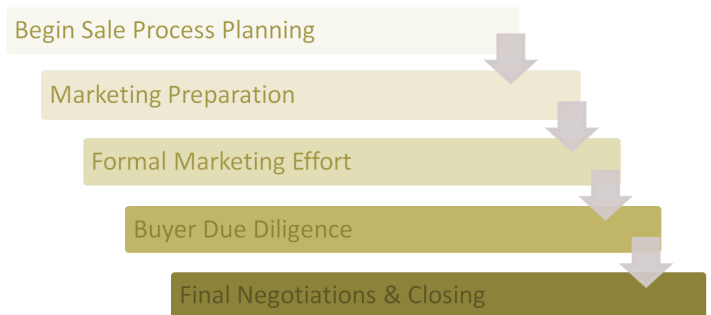 Begin Sale Process Planning
Marketing Preparation
Formal Marketing Effort
Buyer Due Diligence
Final Negotiations & Closing